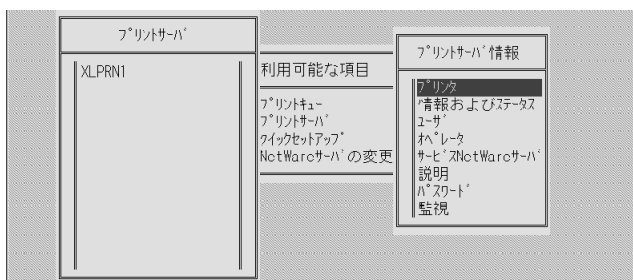 プリントサーバ
XLPRN1
利用可能な項目
プリントキュー
プリントサーバ
クイックセットアップ
NetWareサーバの変更
プリントサーバ情報
プリンタ
情報およびステータス
ユーザ
オペレータ
サービスNetWareサーバ
説明
パスワード
監視